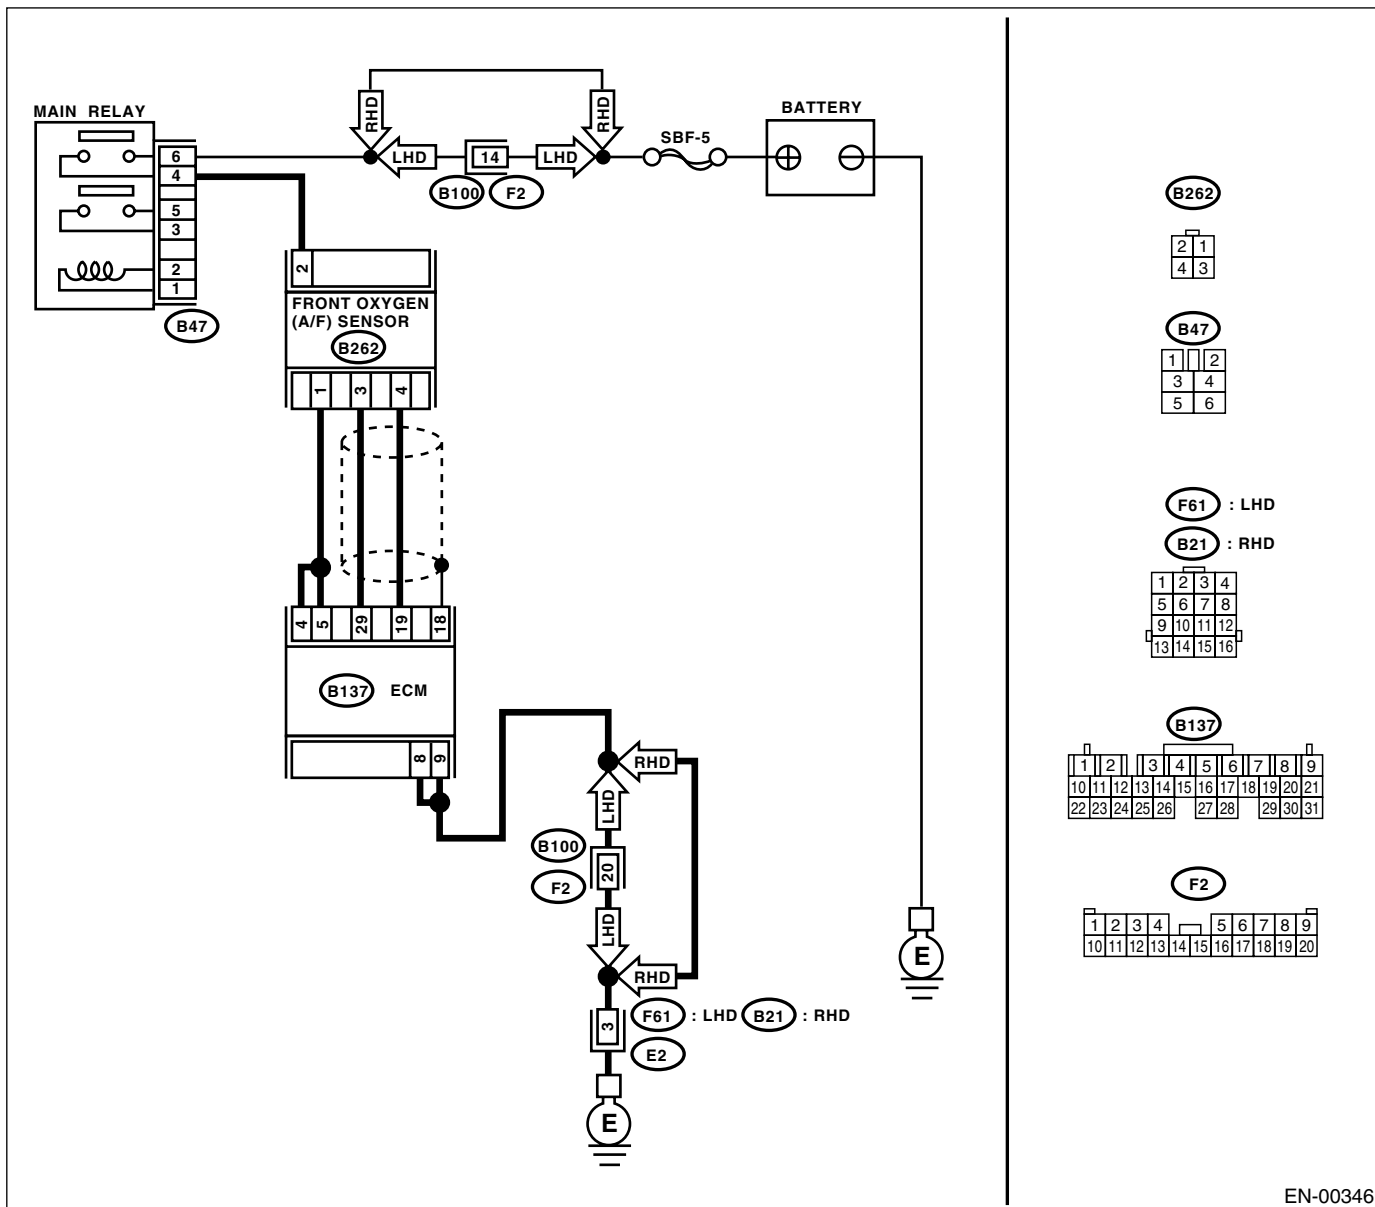 MAIN RELAY
6
4
5
3
2
1
B47
RHD
RHD
LHD
14
LHD
B100
F2
SBF-5
BATTERY
2
FRONT OXYGEN
(A/F) SENSOR
B262
1
3
4
4
5
29
19
18
B137
ECM
8
9
RHD
LHD
B100
20
F2
LHD
RHD
3
F61 : LHD B21 : RHD
E2
E
E
B262
2 1
4 3
B47
1 2
3 4
5 6
F61 : LHD
B21 : RHD
1 2 3 4
5 6 7 8
9 10 11 12
13 14 15 16
B137
1 2 3 4 5 6 7 8 9
10 11 12 13 14 15 16 17 18 19 20 21
22 23 24 25 26 27 28 29 30 31
F2
1 2 3 4 5 6 7 8 9
10 11 12 13 14 15 16 17 18 19 20
EN-00346